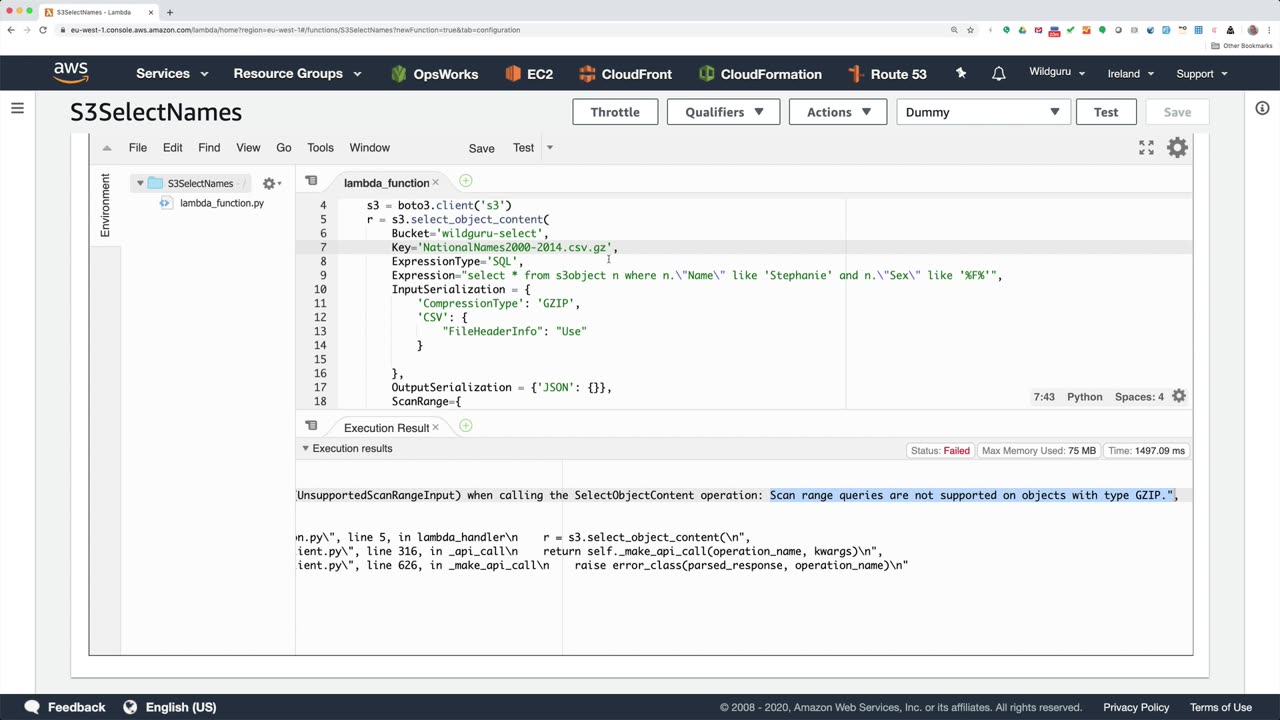 S3SelectNames - Lambda
eu-west-1.console.aws.amazon.com/lambda/home?region=eu-west-1#/functions/S3SelectNames?newFunction=true&tab=configuration
Other Bookmarks
aws Services Resource Groups OpsWorks EC2 CloudFront CloudFormation Route 53 Wildguru Ireland Support
S3SelectNames Throttle Qualifiers Actions Dummy Test Save
File Edit Find View Go Tools Window Save Test
Environment
S3SelectNames /
lambda_function.py
lambda_function
4 s3 = boto3.client('s3')
5 r = s3.select_object_content(
6 Bucket='wildguru-select',
7 Key='NationalNames2000-2014.csv.gz',
8 ExpressionType='SQL',
9 Expression="select * from s3object n where n.\"Name\" like 'Stephanie' and n.\"Sex\" like '%F%'",
10 InputSerialization = {
11 'CompressionType': 'GZIP',
12 'CSV': {
13 "FileHeaderInfo": "Use"
14 }
15
16 },
17 OutputSerialization = {'JSON': {}},
18 ScanRange={
7:43 Python Spaces: 4
Execution Result
Execution results Status: Failed Max Memory Used: 75 MB Time: 1497.09 ms
(UnsupportedScanRangeInput) when calling the SelectObjectContent operation: Scan range queries are not supported on objects with type GZIP.",
on.py\", line 5, in lambda_handler\n r = s3.select_object_content(\n",
ient.py\", line 316, in _api_call\n return self._make_api_call(operation_name, kwargs)\n",
ient.py\", line 626, in _make_api_call\n raise error_class(parsed_response, operation_name)\n"
Feedback English (US) © 2008 - 2020, Amazon Web Services, Inc. or its affiliates. All rights reserved. Privacy Policy Terms of Use